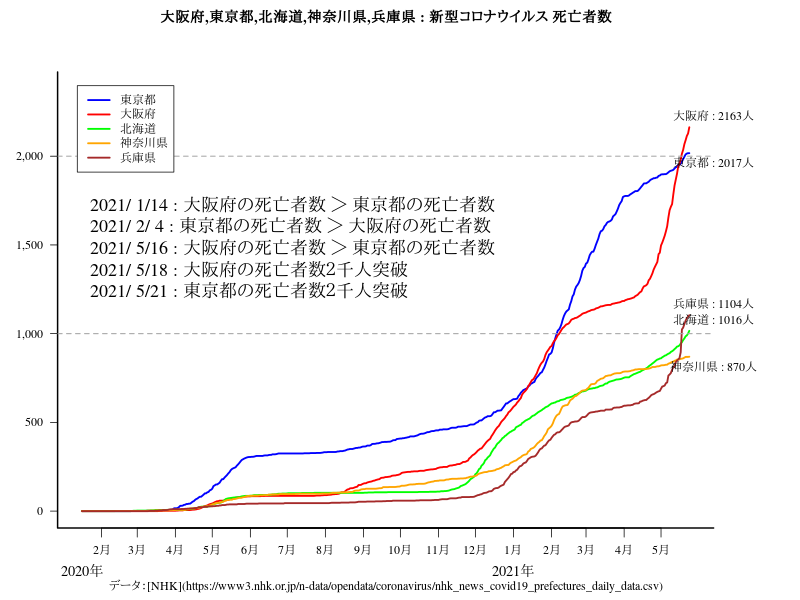 大阪府,東京都,北海道,神奈川県,兵庫県 : 新型コロナウイルス 死亡者数
東京都
大阪府
北海道
神奈川県
兵庫県
大阪府 : 2163人
東京都 : 2017人
兵庫県 : 1104人
北海道 : 1016人
神奈川県 : 870人
2,000
1,500
1,000
500
0
2021/ 1/14 : 大阪府の死亡者数 ＞ 東京都の死亡者数
2021/ 2/ 4 : 東京都の死亡者数 ＞ 大阪府の死亡者数
2021/ 5/16 : 大阪府の死亡者数 ＞ 東京都の死亡者数
2021/ 5/18 : 大阪府の死亡者数2千人突破
2021/ 5/21 : 東京都の死亡者数2千人突破
2月 3月 4月 5月 6月 7月 8月 9月 10月 11月 12月 1月 2月 3月 4月 5月
2020年 2021年
データ:[NHK](https://www3.nhk.or.jp/n-data/opendata/coronavirus/nhk_news_covid19_prefectures_daily_data.csv)